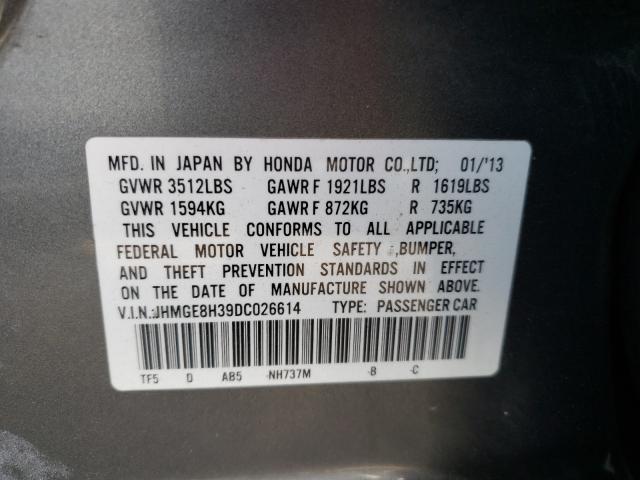 MFD. IN JAPAN BY HONDA MOTOR CO.,LTD; 01/'13
GVWR 3512LBS GAWR F 1921LBS R 1619LBS
GVWR 1594KG GAWR F 872KG R 735KG
THIS VEHICLE CONFORMS TO ALL APPLICABLE
FEDERAL MOTOR VEHICLE SAFETY ,BUMPER,
AND THEFT PREVENTION STANDARDS IN EFFECT
ON THE DATE OF MANUFACTURE SHOWN ABOVE.
V.I.N.:JHMGE8H39DC026614 TYPE: PASSENGER CAR
TF5 D AB5 -NH737M -B -C